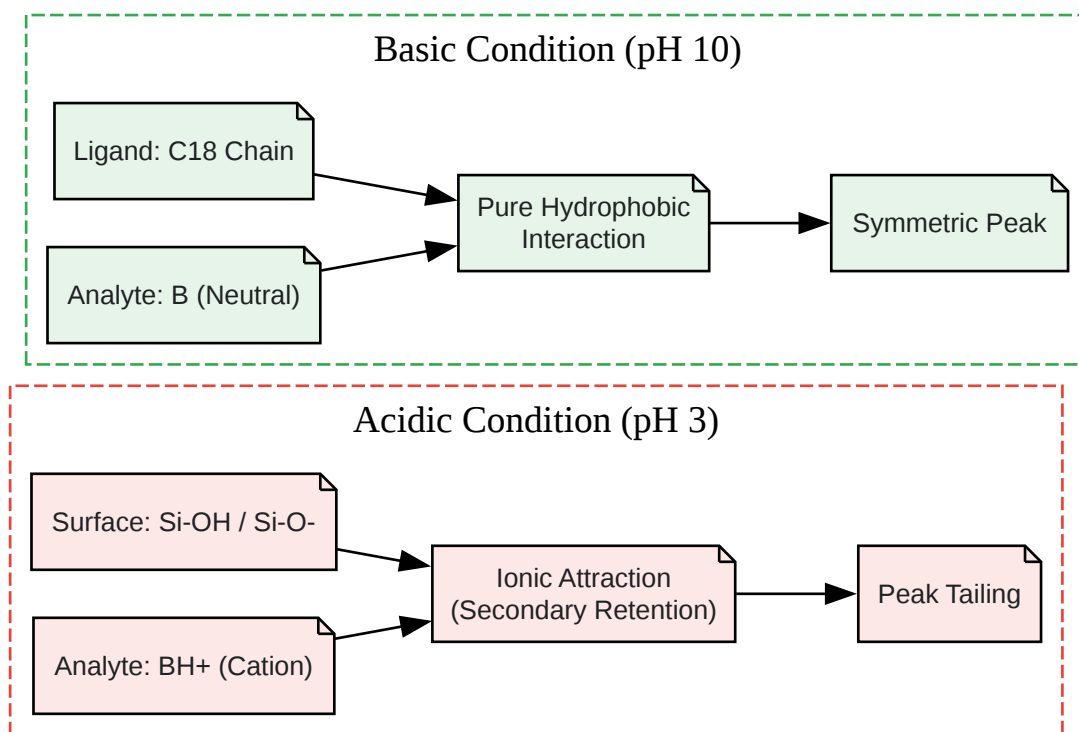 Basic Condition (pH 10)
Ligand: C18 Chain
Analyte: B (Neutral)
Pure Hydrophobic
Interaction
Symmetric Peak
Acidic Condition (pH 3)
Surface: Si-OH / Si-O-
Analyte: BH+ (Cation)
Ionic Attraction
(Secondary Retention)
Peak Tailing